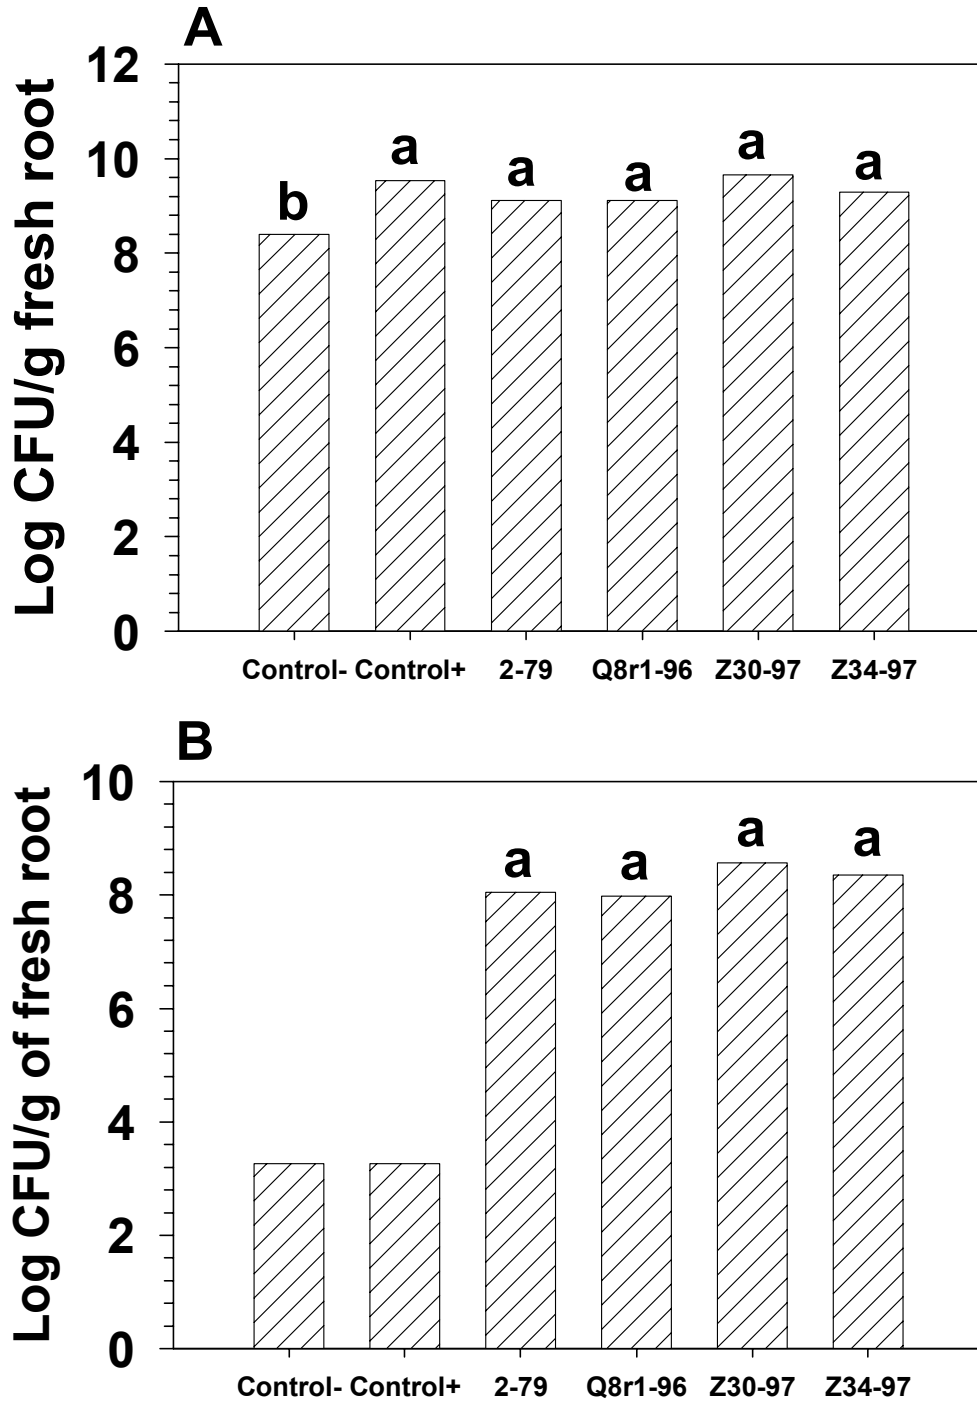 A
Log CFU/g fresh root
12
10
8
6
4
2
0
b
a
a
a
a
a
Control- Control+ 2-79 Q8r1-96 Z30-97 Z34-97
B
Log CFU/g of fresh root
10
8
6
4
2
0
a
a
a
a
Control- Control+ 2-79 Q8r1-96 Z30-97 Z34-97